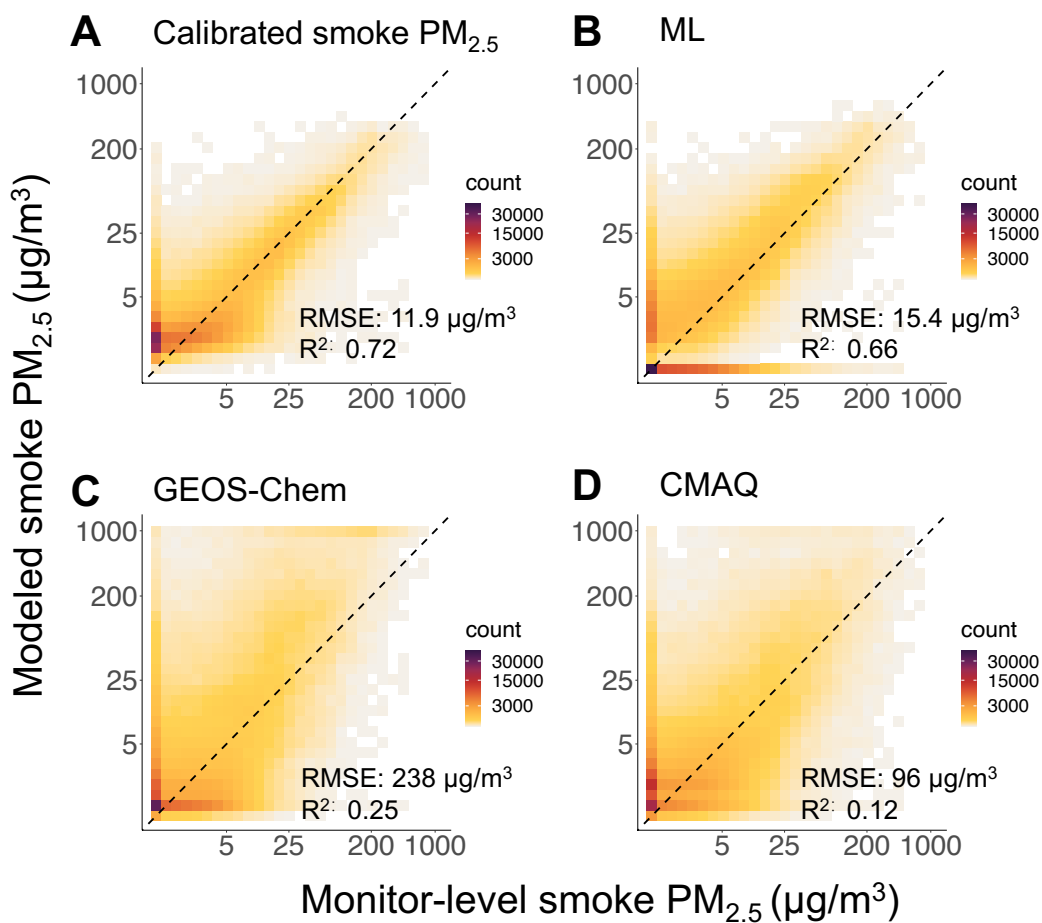 A Calibrated smoke PM2.5
B ML
Modeled smoke PM2.5 (µg/m³)
1000
200
25
5
5 25 200 1000
RMSE: 11.9 µg/m³
R²: 0.72
count
30000
15000
3000
1000
200
25
5
5 25 200 1000
RMSE: 15.4 µg/m³
R²: 0.66
count
30000
15000
3000
C GEOS-Chem
1000
200
25
5
5 25 200 1000
RMSE: 238 µg/m³
R²: 0.25
count
30000
15000
3000
D CMAQ
1000
200
25
5
5 25 200 1000
RMSE: 96 µg/m³
R²: 0.12
count
30000
15000
3000
Monitor-level smoke PM2.5 (µg/m³)